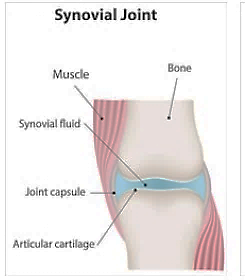 Synovial Joint
Muscle
Bone
Synovial fluid
Joint capsule
Articular cartilage